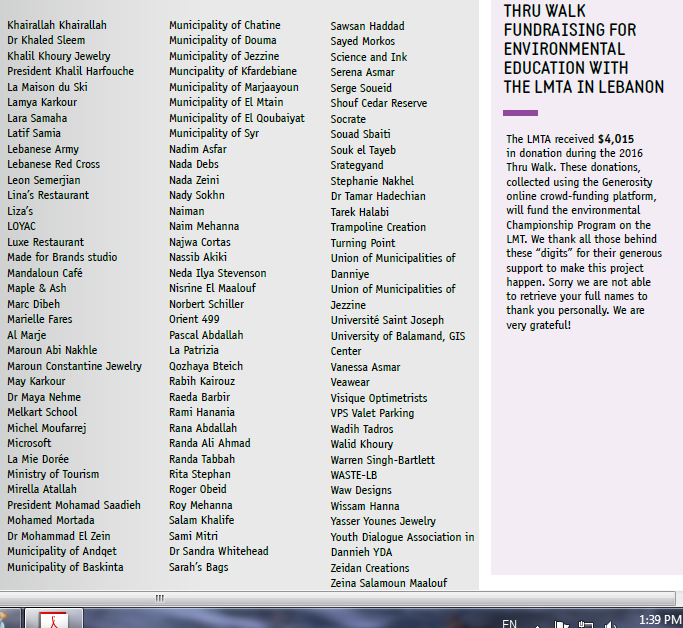 Khairallah Khairallah
Dr Khaled Sleem
Khalil Khoury Jewelry
President Khalil Harfouche
La Maison du Ski
Lamya Karkour
Lara Samaha
Latif Samia
Lebanese Army
Lebanese Red Cross
Leon Semerjian
Lina's Restaurant
Liza's
LOYAC
Luxe Restaurant
Made for Brands studio
Mandaloun Café
Maple & Ash
Marc Dibeh
Marielle Fares
Al Marje
Maroun Abi Nakhle
Maroun Constantine Jewelry
May Karkour
Dr Maya Nehme
Melkart School
Michel Moufarrej
Microsoft
La Mie Dorée
Ministry of Tourism
Mirella Atallah
President Mohamad Saadieh
Mohamed Mortada
Dr Mohammad El Zein
Municipality of Andqet
Municipality of Baskinta
Municipality of Chatine
Municipality of Douma
Municipality of Jezzine
Muncipality of Kfardebiane
Municipality of Marjaayoun
Municipality of El Mtain
Municipality of El Qoubaiyat
Municipality of Syr
Nadim Asfar
Nada Debs
Nada Zeini
Nady Sokhn
Naiman
Naim Mehanna
Najwa Cortas
Nassib Akiki
Neda Ilya Stevenson
Nisrine El Maalouf
Norbert Schiller
Orient 499
Pascal Abdallah
La Patrizia
Qozhaya Bteich
Rabih Kairouz
Raeda Barbir
Rami Hanania
Rana Abdallah
Randa Ali Ahmad
Randa Tabbah
Rita Stephan
Roger Obeid
Roy Mehanna
Salam Khalife
Sami Mitri
Dr Sandra Whitehead
Sarah's Bags
Sawsan Haddad
Sayed Morkos
Science and Ink
Serena Asmar
Serge Soueid
Shouf Cedar Reserve
Socrate
Souad Sbaiti
Souk el Tayeb
Srategyand
Stephanie Nakhel
Dr Tamar Hadechian
Tarek Halabi
Trampoline Creation
Turning Point
Union of Municipalities of
Danniye
Union of Municipalities of
Jezzine
Université Saint Joseph
University of Balamand, GIS
Center
Vanessa Asmar
Veawear
Visique Optimetrists
VPS Valet Parking
Wadih Tadros
Walid Khoury
Warren Singh-Bartlett
WASTE-LB
Waw Designs
Wissam Hanna
Yasser Younes Jewelry
Youth Dialogue Association in
Dannieh YDA
Zeidan Creations
Zeina Salamoun Maalouf
THRU WALK
FUNDRAISING FOR
ENVIRONMENTAL
EDUCATION WITH
THE LMTA IN LEBANON
The LMTA received $4,015
in donation during the 2016
Thru Walk. These donations,
collected using the Generosity
online crowd-funding platform,
will fund the environmental
Championship Program on the
LMT. We thank all those behind
these “digits” for their generous
support to make this project
happen. Sorry we are not able
to retrieve your full names to
thank you personally. We are
very grateful!
EN
1:39 PM